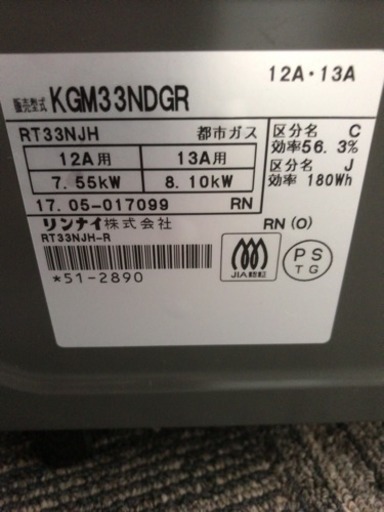 12A・13A
販売型式 KGM33NDGR
RT33NJH 都市ガス
12A用 13A用
7.55kW 8.10kW
区分名 C
効率56.3%
区分名 J
効率 180Wh
17.05-017099 RN
リンナイ株式会社
RN(O)
RT33NJH-R
*51-2890
JIA認証
PS
TG